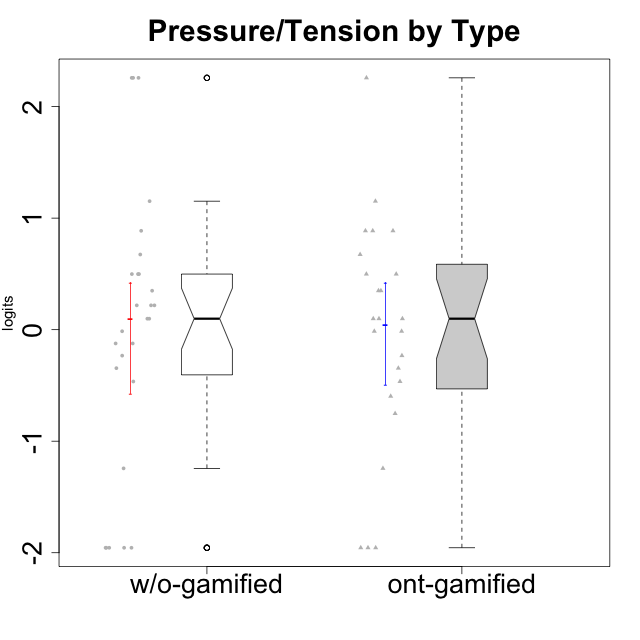 Pressure/Tension by Type
logits
2
1
0
-1
-2
w/o-gamified
ont-gamified